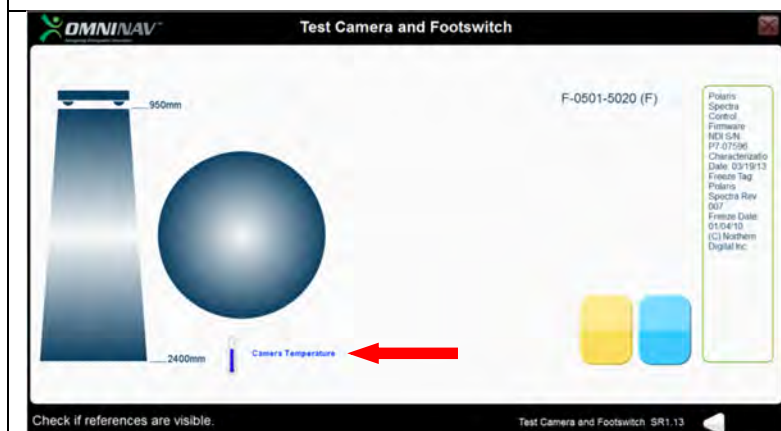 OMNINAV™
Test Camera and Footswitch
950mm
F-0501-5020 (F)
Polaris
Spectra
Control
Firmware
NDI S/N:
P7-07596
Characterizatio
Date: 03/19/13
Freeze Tag:
Polaris
Spectra Rev
007
Freeze Date:
01/04/10
(C) Northern
Digital Inc.
2400mm
Camera Temperature
Check if references are visible.
Test Camera and Footswitch SR1.13